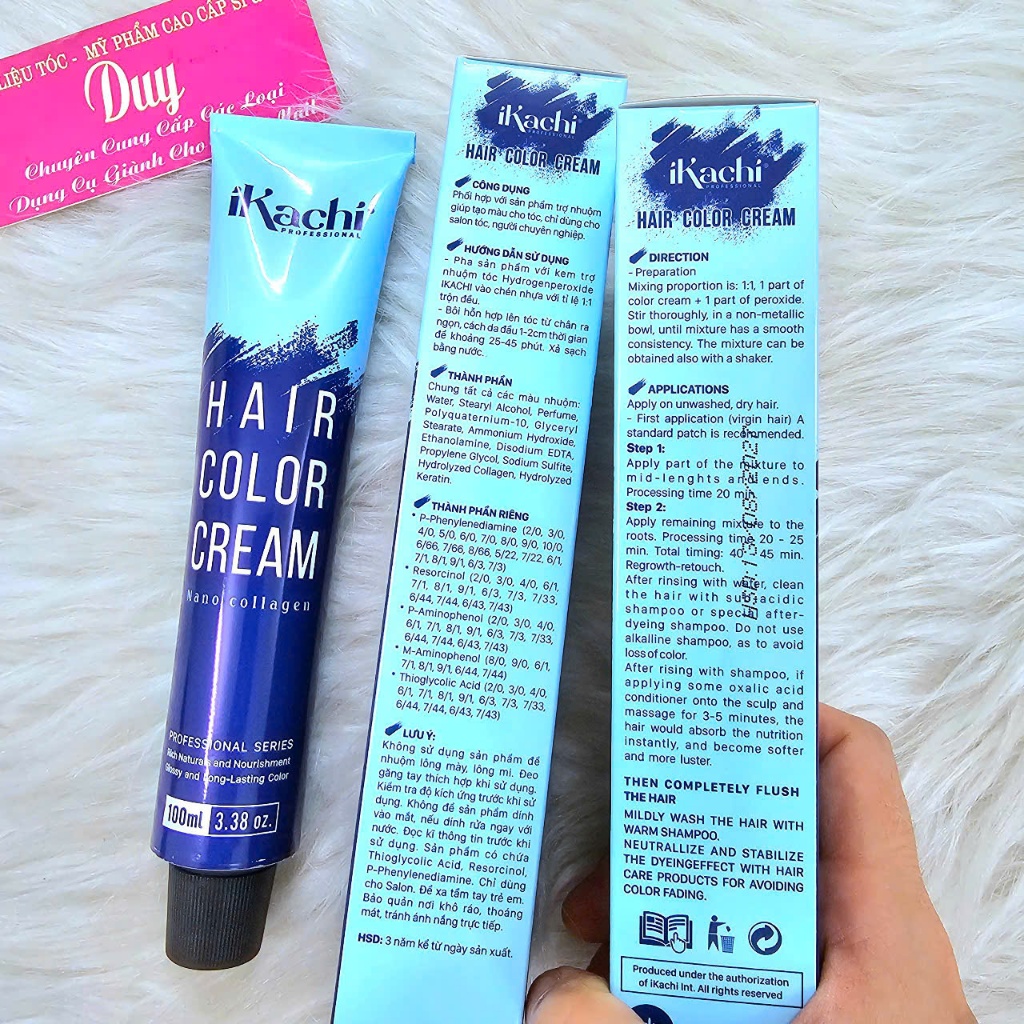 LIỆU TÓC - MỸ PHẨM CAO CẤP SỈ &
Duy
Chuyên Cung Cấp Các Loại
Dụng Cụ Giành Cho
iKachi
PROFESSIONAL
HAIR
COLOR
CREAM
Nano collagen
PROFESSIONAL SERIES
Rich Naturals and Nourishment
Glossy and Long-Lasting Color
100ml 3.38 oz.
iKachi
PROFESSIONAL
HAIR COLOR CREAM
CÔNG DỤNG
Phối hợp với sản phẩm trợ nhuộm
giúp tạo màu cho tóc, chỉ dùng cho
salon tóc, người chuyên nghiệp.
HƯỚNG DẪN SỬ DỤNG
- Pha sản phẩm với kem trợ
nhuộm tóc Hydrogenperoxide
IKACHI vào chén nhựa với tỉ lệ 1:1
trộn đều.
- Bôi hỗn hợp lên tóc từ chân ra
ngọn, cách da đầu 1-2cm thời gian
để khoảng 25-45 phút. Xả sạch
bằng nước.
THÀNH PHẦN
Chung tất cả các màu nhuộm:
Water, Stearyl Alcohol, Perfume,
Polyquaternium-10, Glyceryl
Stearate, Ammonium Hydroxide,
Ethanolamine, Disodium EDTA,
Propylene Glycol, Sodium Sulfite,
Hydrolyzed Collagen, Hydrolyzed
Keratin.
THÀNH PHẦN RIÊNG
• P-Phenylenediamine (2/0, 3/0,
4/0, 5/0, 6/0, 7/0, 8/0, 9/0, 10/0,
6/66, 7/66, 8/66, 5/22, 7/22, 6/1,
7/1, 8/1, 9/1, 6/3, 7/3)
• Resorcinol (2/0, 3/0, 4/0, 6/1,
7/1, 8/1, 9/1, 6/3, 7/3, 7/33,
6/44, 7/44, 6/43, 7/43)
• P-Aminophenol (2/0, 3/0, 4/0,
6/1, 7/1, 8/1, 9/1, 6/3, 7/3, 7/33,
6/44, 7/44, 6/43, 7/43)
• M-Aminophenol (8/0, 9/0, 6/1,
7/1, 8/1, 9/1, 6/44, 7/44)
• Thioglycolic Acid (2/0, 3/0, 4/0,
6/1, 7/1, 8/1, 9/1, 6/3, 7/3, 7/33,
6/44, 7/44, 6/43, 7/43)
LƯU Ý:
Không sử dụng sản phẩm để
nhuộm lông mày, lông mi. Đeo
găng tay thích hợp khi sử dụng.
Kiểm tra độ kích ứng trước khi sử
dụng. Không để sản phẩm dính
vào mắt, nếu dính rửa ngay với
nước. Đọc kĩ thông tin trước khi
sử dụng. Sản phẩm có chứa
Thioglycolic Acid, Resorcinol,
P-Phenylenediamine. Chỉ dùng
cho Salon. Để xa tầm tay trẻ em.
Bảo quản nơi khô ráo, thoáng
mát, tránh ánh nắng trực tiếp.
HSD: 3 năm kể từ ngày sản xuất.
iKachi
PROFESSIONAL
HAIR COLOR CREAM
DIRECTION
- Preparation
Mixing proportion is: 1:1, 1 part of
color cream + 1 part of peroxide.
Stir thoroughly, in a non-metallic
bowl, until mixture has a smooth
consistency. The mixture can be
obtained also with a shaker.
APPLICATIONS
Apply on unwashed, dry hair.
- First application (virgin hair) A
standard patch is recommended.
Step 1:
Apply part of the mixture to
mid-lenghts and ends.
Processing time 20 min.
Step 2:
Apply remaining mixture to the
roots. Processing time 20 - 25
min. Total timing: 40 - 45 min.
Regrowth-retouch.
After rinsing with water, clean
the hair with sub-acidic
shampoo or special after-
dyeing shampoo. Do not use
alkalline shampoo, as to avoid
loss of color.
After rising with shampoo, if
applying some oxalic acid
conditioner onto the sculp and
massage for 3-5 minutes, the
hair would absorb the nutrition
instantly, and become softer
and more luster.
THEN COMPLETELY FLUSH
THE HAIR
MILDLY WASH THE HAIR WITH
WARM SHAMPOO.
NEUTRALLIZE AND STABILIZE
THE DYEINGEFFECT WITH HAIR
CARE PRODUCTS FOR AVOIDING
COLOR FADING.
Produced under the authorization
of iKachi Int. All rights reserved